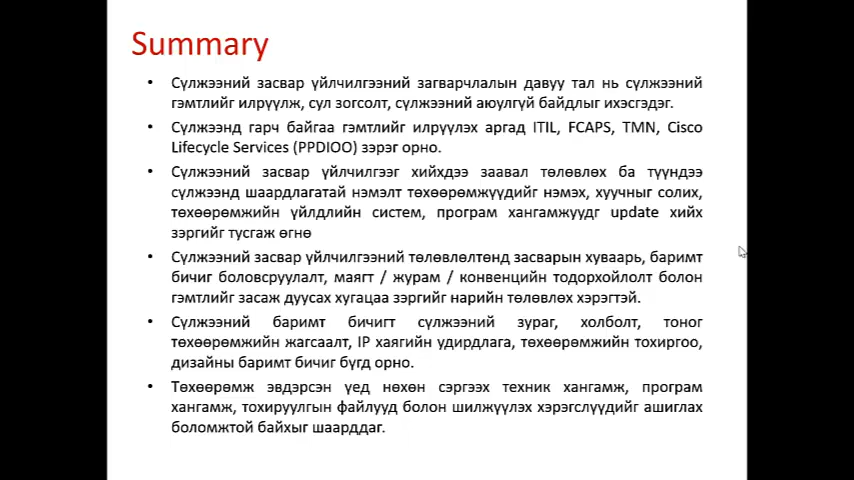 Summary
• Сүлжээний засвар үйлчилгээний загварчлалын давуу тал нь сүлжээний
гэмтлийг илрүүлж, сул зогсолт, сүлжээний аюулгүй байдлыг ихэсгэдэг.
• Сүлжээнд гарч байгаа гэмтлийг илрүүлэх аргад ITIL, FCAPS, TMN, Cisco
Lifecycle Services (PPDIOO) зэрэг орно.
• Сүлжээний засвар үйлчилгээг хийхдээ заавал төлөвлөх ба түүндээ
сүлжээнд шаардлагатай нэмэлт төхөөрөмжүүдийг нэмэх, хуучныг солих,
төхөөрөмжийн үйлдлийн систем, програм хангамжуудг update хийх
зэргийг тусгаж өгнө
• Сүлжээний засвар үйлчилгээний төлөвлөлтөнд засварын хуваарь, баримт
бичиг боловсруулалт, маягт / журам / конвенцийн тодорхойлолт болон
гэмтлийг засаж дуусах хугацаа зэргийг нарийн төлөвлөх хэрэгтэй.
• Сүлжээний баримт бичигт сүлжээний зураг, холболт, тоног
төхөөрөмжийн жагсаалт, IP хаягийн удирдлага, төхөөрөмжийн тохиргоо,
дизайны баримт бичиг бүгд орно.
• Төхөөрөмж эвдэрсэн үед нөхөн сэргээх техник хангамж, програм
хангамж, тохируулгын файлууд болон шилжүүлэх хэрэгслүүдийг ашиглах
боломжтой байхыг шаарддаг.